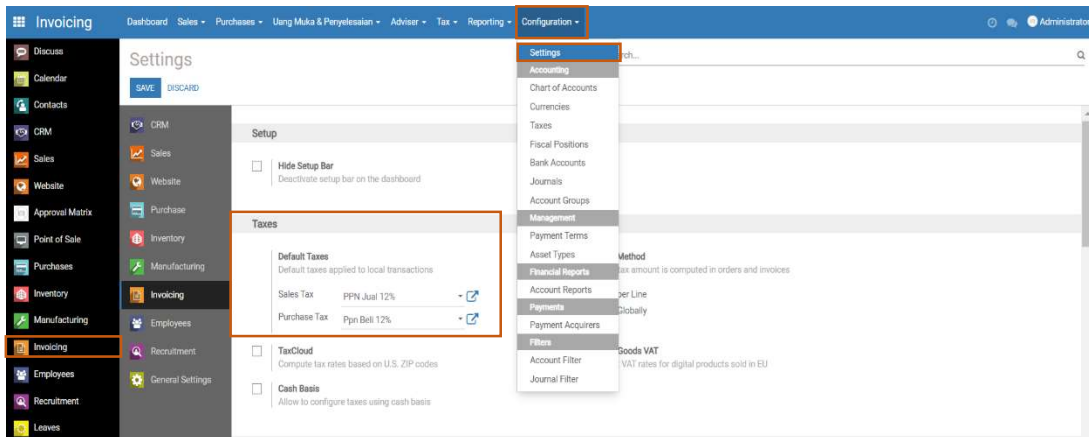 Invoicing
Dashboard Sales Purchases Uang Muka & Penyelesaian Adviser Tax Reporting Configuration
Administrator
Discuss
Calendar
Contacts
CRM
Sales
Website
Approval Matrix
Point of Sale
Purchases
Inventory
Manufacturing
Invoicing
Employees
Recruitment
Leaves
Settings
SAVE DISCARD
CRM
Sales
Website
Purchase
Inventory
Manufacturing
Invoicing
Employees
Recruitment
General Settings
Setup
Hide Setup Bar
Deactivate setup bar on the dashboard
Taxes
Default Taxes
Default taxes applied to local transactions
Sales Tax PPN Jual 12%
Purchase Tax Ppn Beli 12%
TaxCloud
Compute tax rates based on U.S. ZIP codes
Cash Basis
Allow to configure taxes using cash basis
Settings
Accounting
Chart of Accounts
Currencies
Taxes
Fiscal Positions
Bank Accounts
Journals
Account Groups
Management
Payment Terms
Asset Types
Financial Reports
Account Reports
Payments
Payment Acquirers
Filters
Account Filter
Journal Filter
rch...
Method
tax amount is computed in orders and invoices
per Line
Globally
Goods VAT
VAT rates for digital products sold in EU